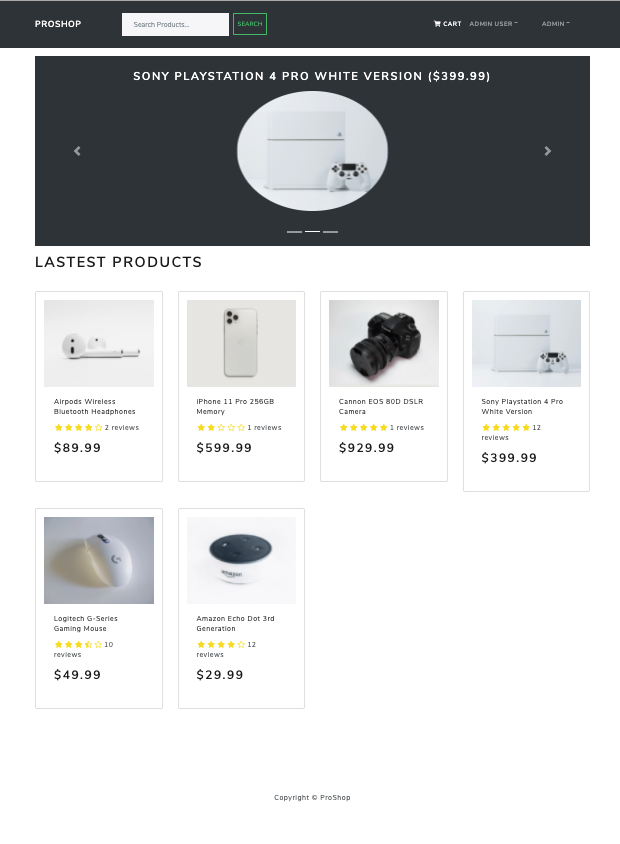 PROSHOP
Search Products...
SEARCH
CART
ADMIN USER
ADMIN
SONY PLAYSTATION 4 PRO WHITE VERSION ($399.99)
LASTEST PRODUCTS
Airpods Wireless
Bluetooth Headphones
2 reviews
$89.99
iPhone 11 Pro 256GB
Memory
1 reviews
$599.99
Cannon EOS 80D DSLR
Camera
1 reviews
$929.99
Sony Playstation 4 Pro
White Version
12
reviews
$399.99
Logitech G-Series
Gaming Mouse
10
reviews
$49.99
Amazon Echo Dot 3rd
Generation
12
reviews
$29.99
Copyright © ProShop